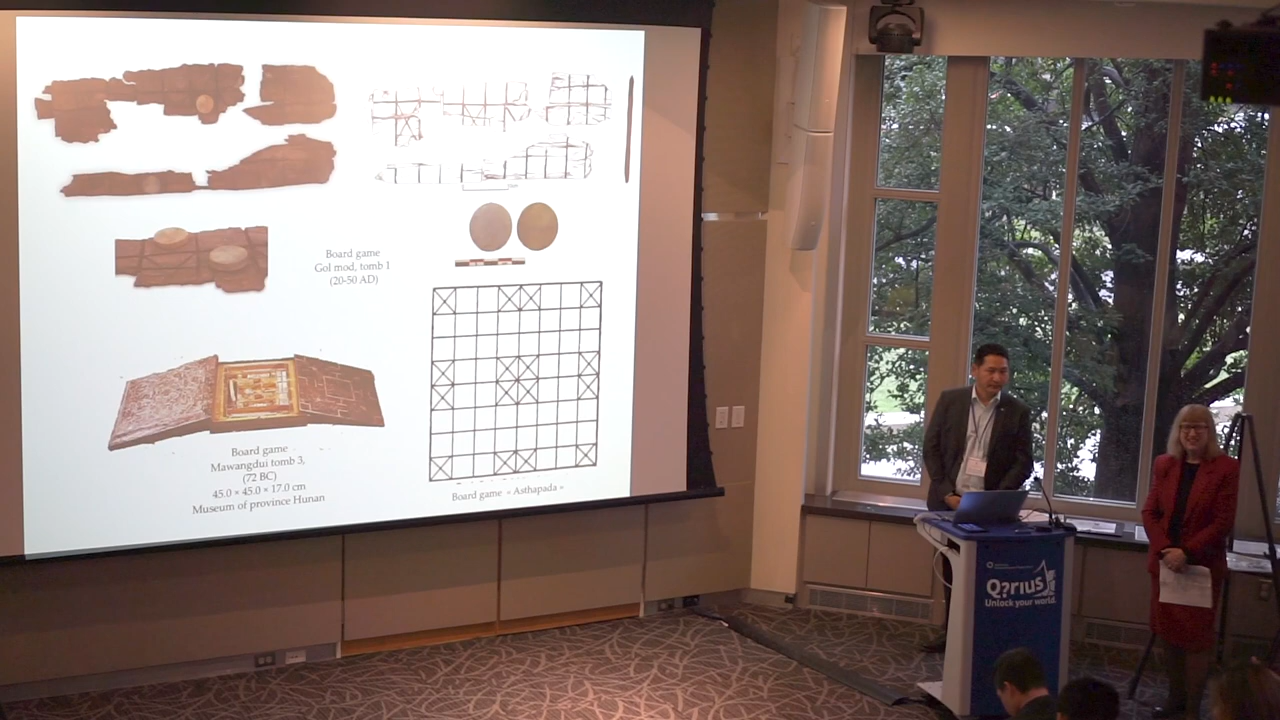 Board game
Gol mod, tomb 1
(20-50 AD)
Board game
Mawangdui tomb 3,
(72 BC)
45.0 × 45.0 × 17.0 cm
Museum of province Hunan
Board game « Asthapada »
Q?rius
Unlock your world.